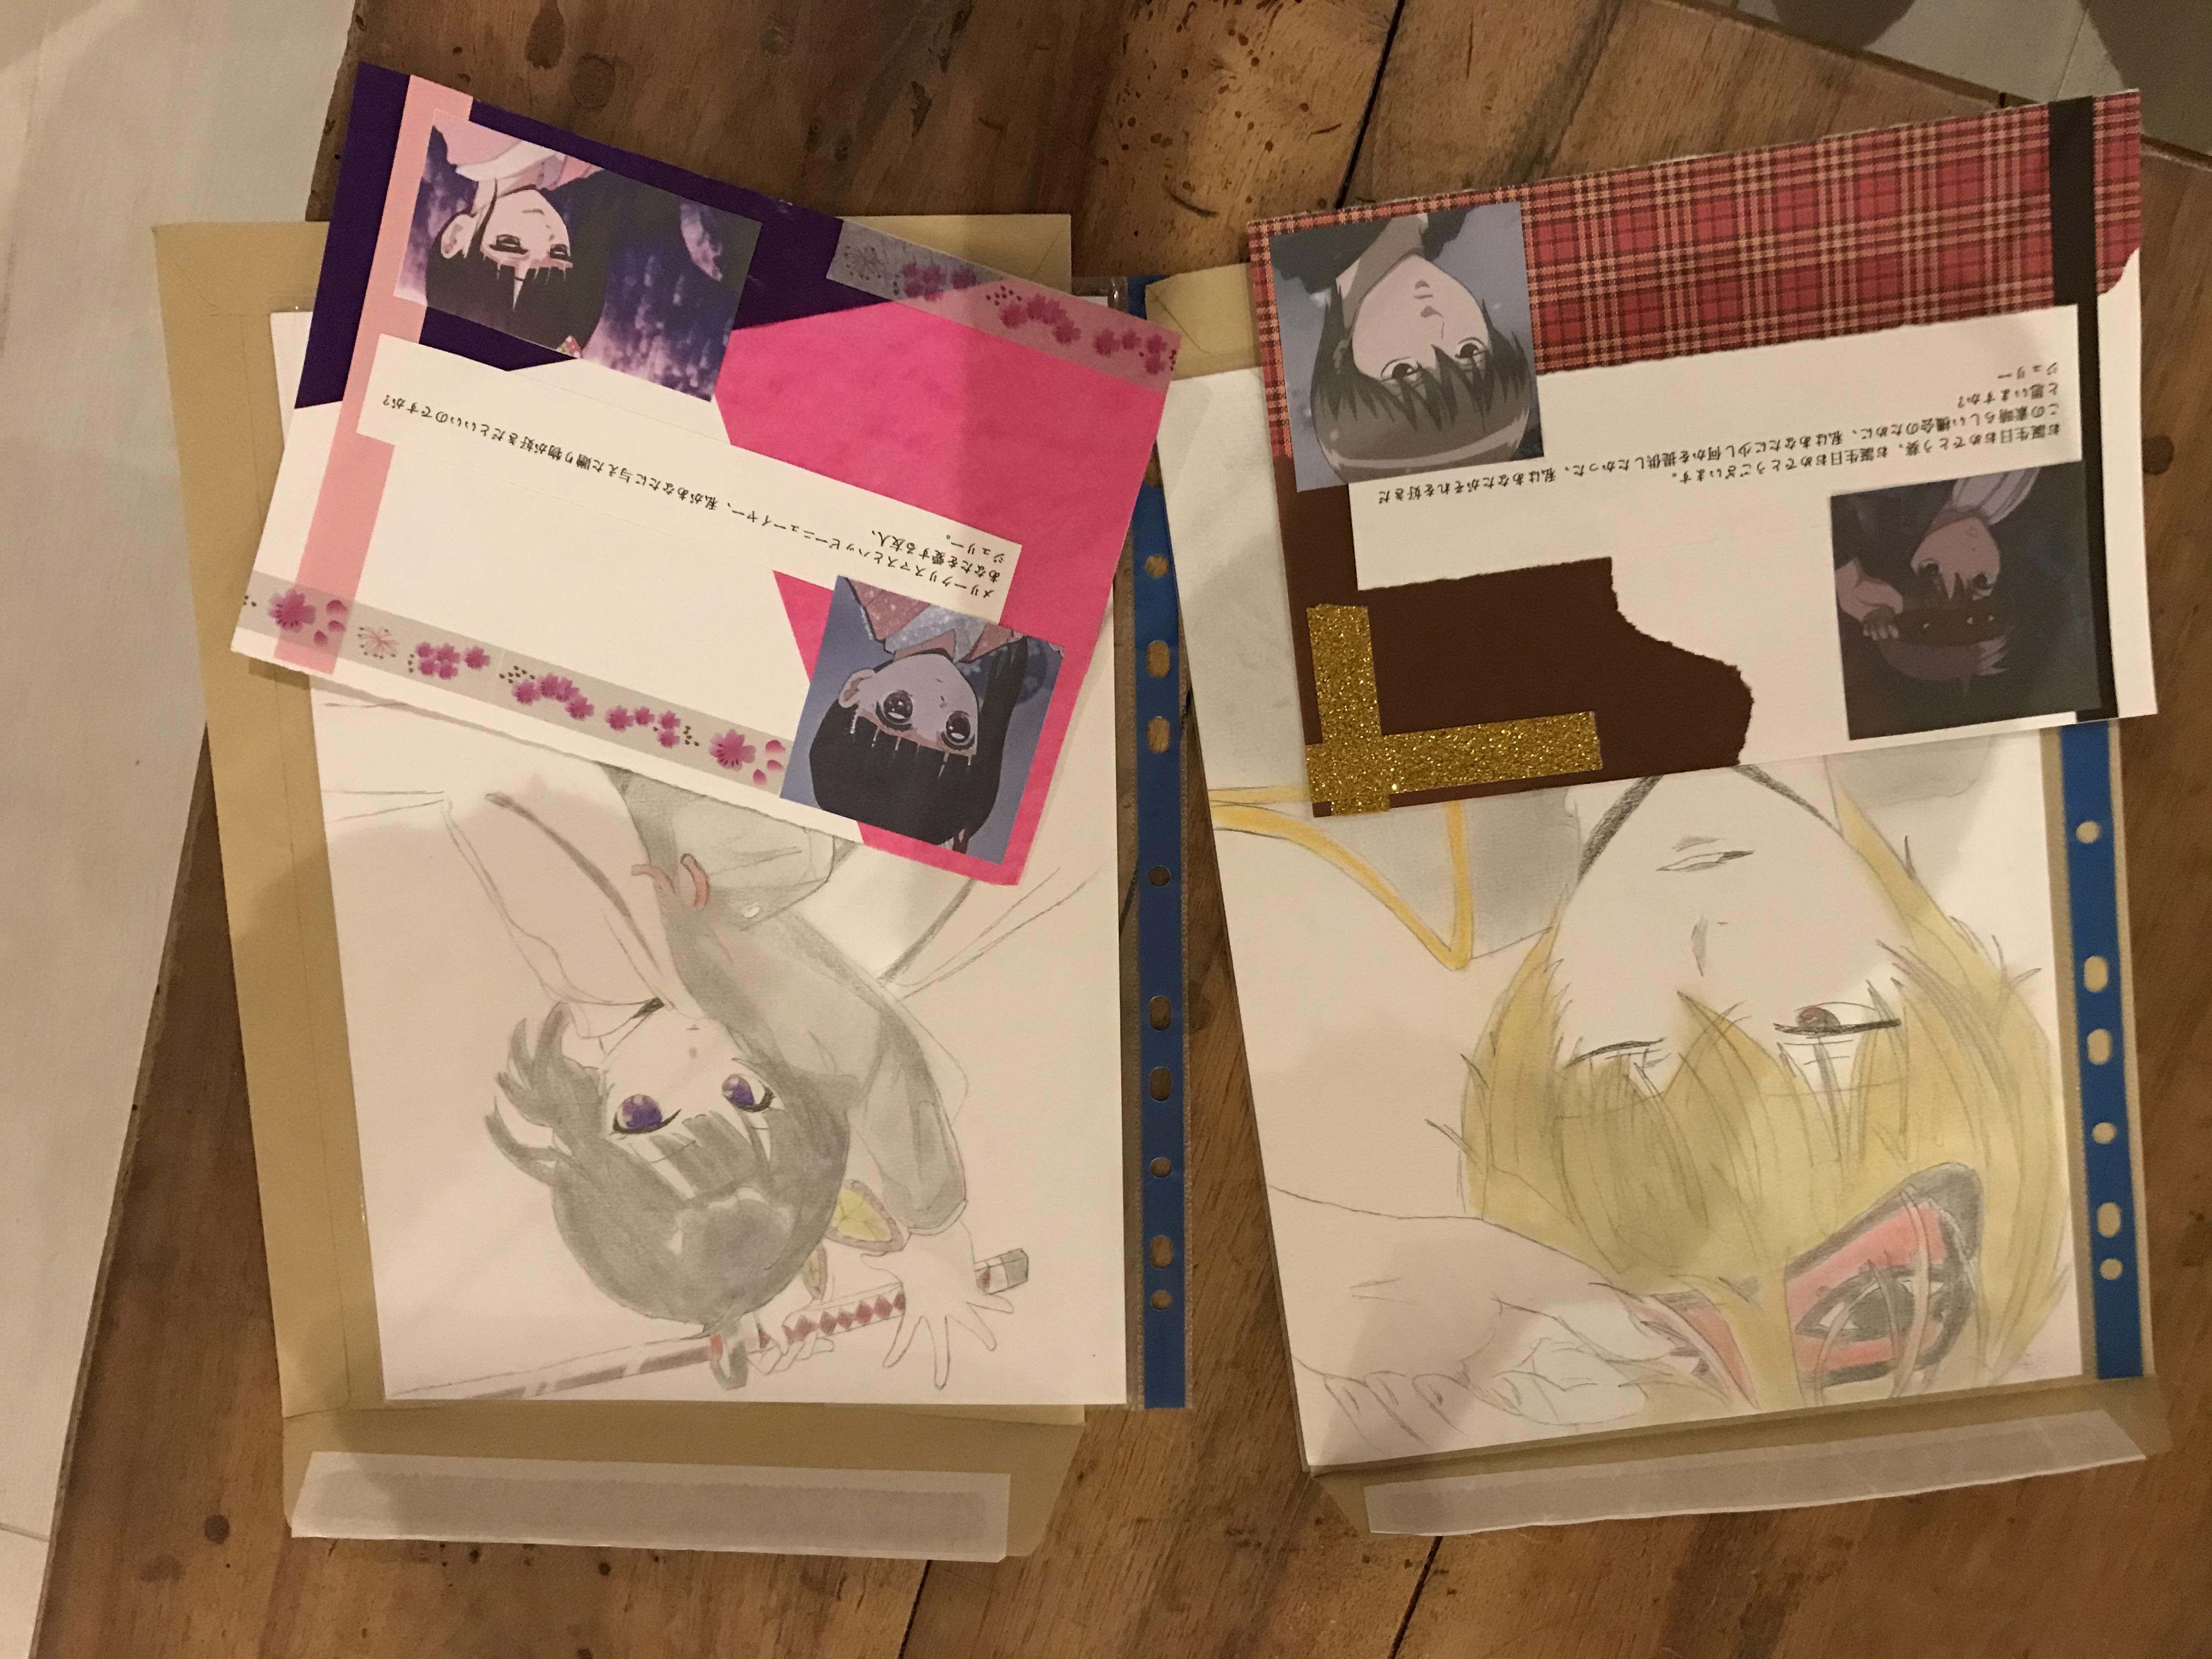 メリークリスマスとハッピーニューイヤー、私があなたに与えた贈り物が好きだといいのですが?
あなたを愛する友人、
ジュリー。
お誕生日おめでとう葵、お誕生日おめでとうございます。
この素晴らしい機会のために、私はあなたに少し何かを提供したかった、私はあなたがそれを好きだ
と思いますか?
ジュリー